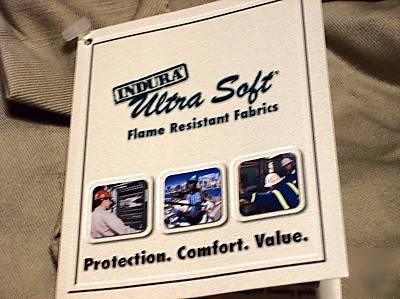 INDURA®
Ultra Soft®
Flame Resistant Fabrics
Protection. Comfort. Value.